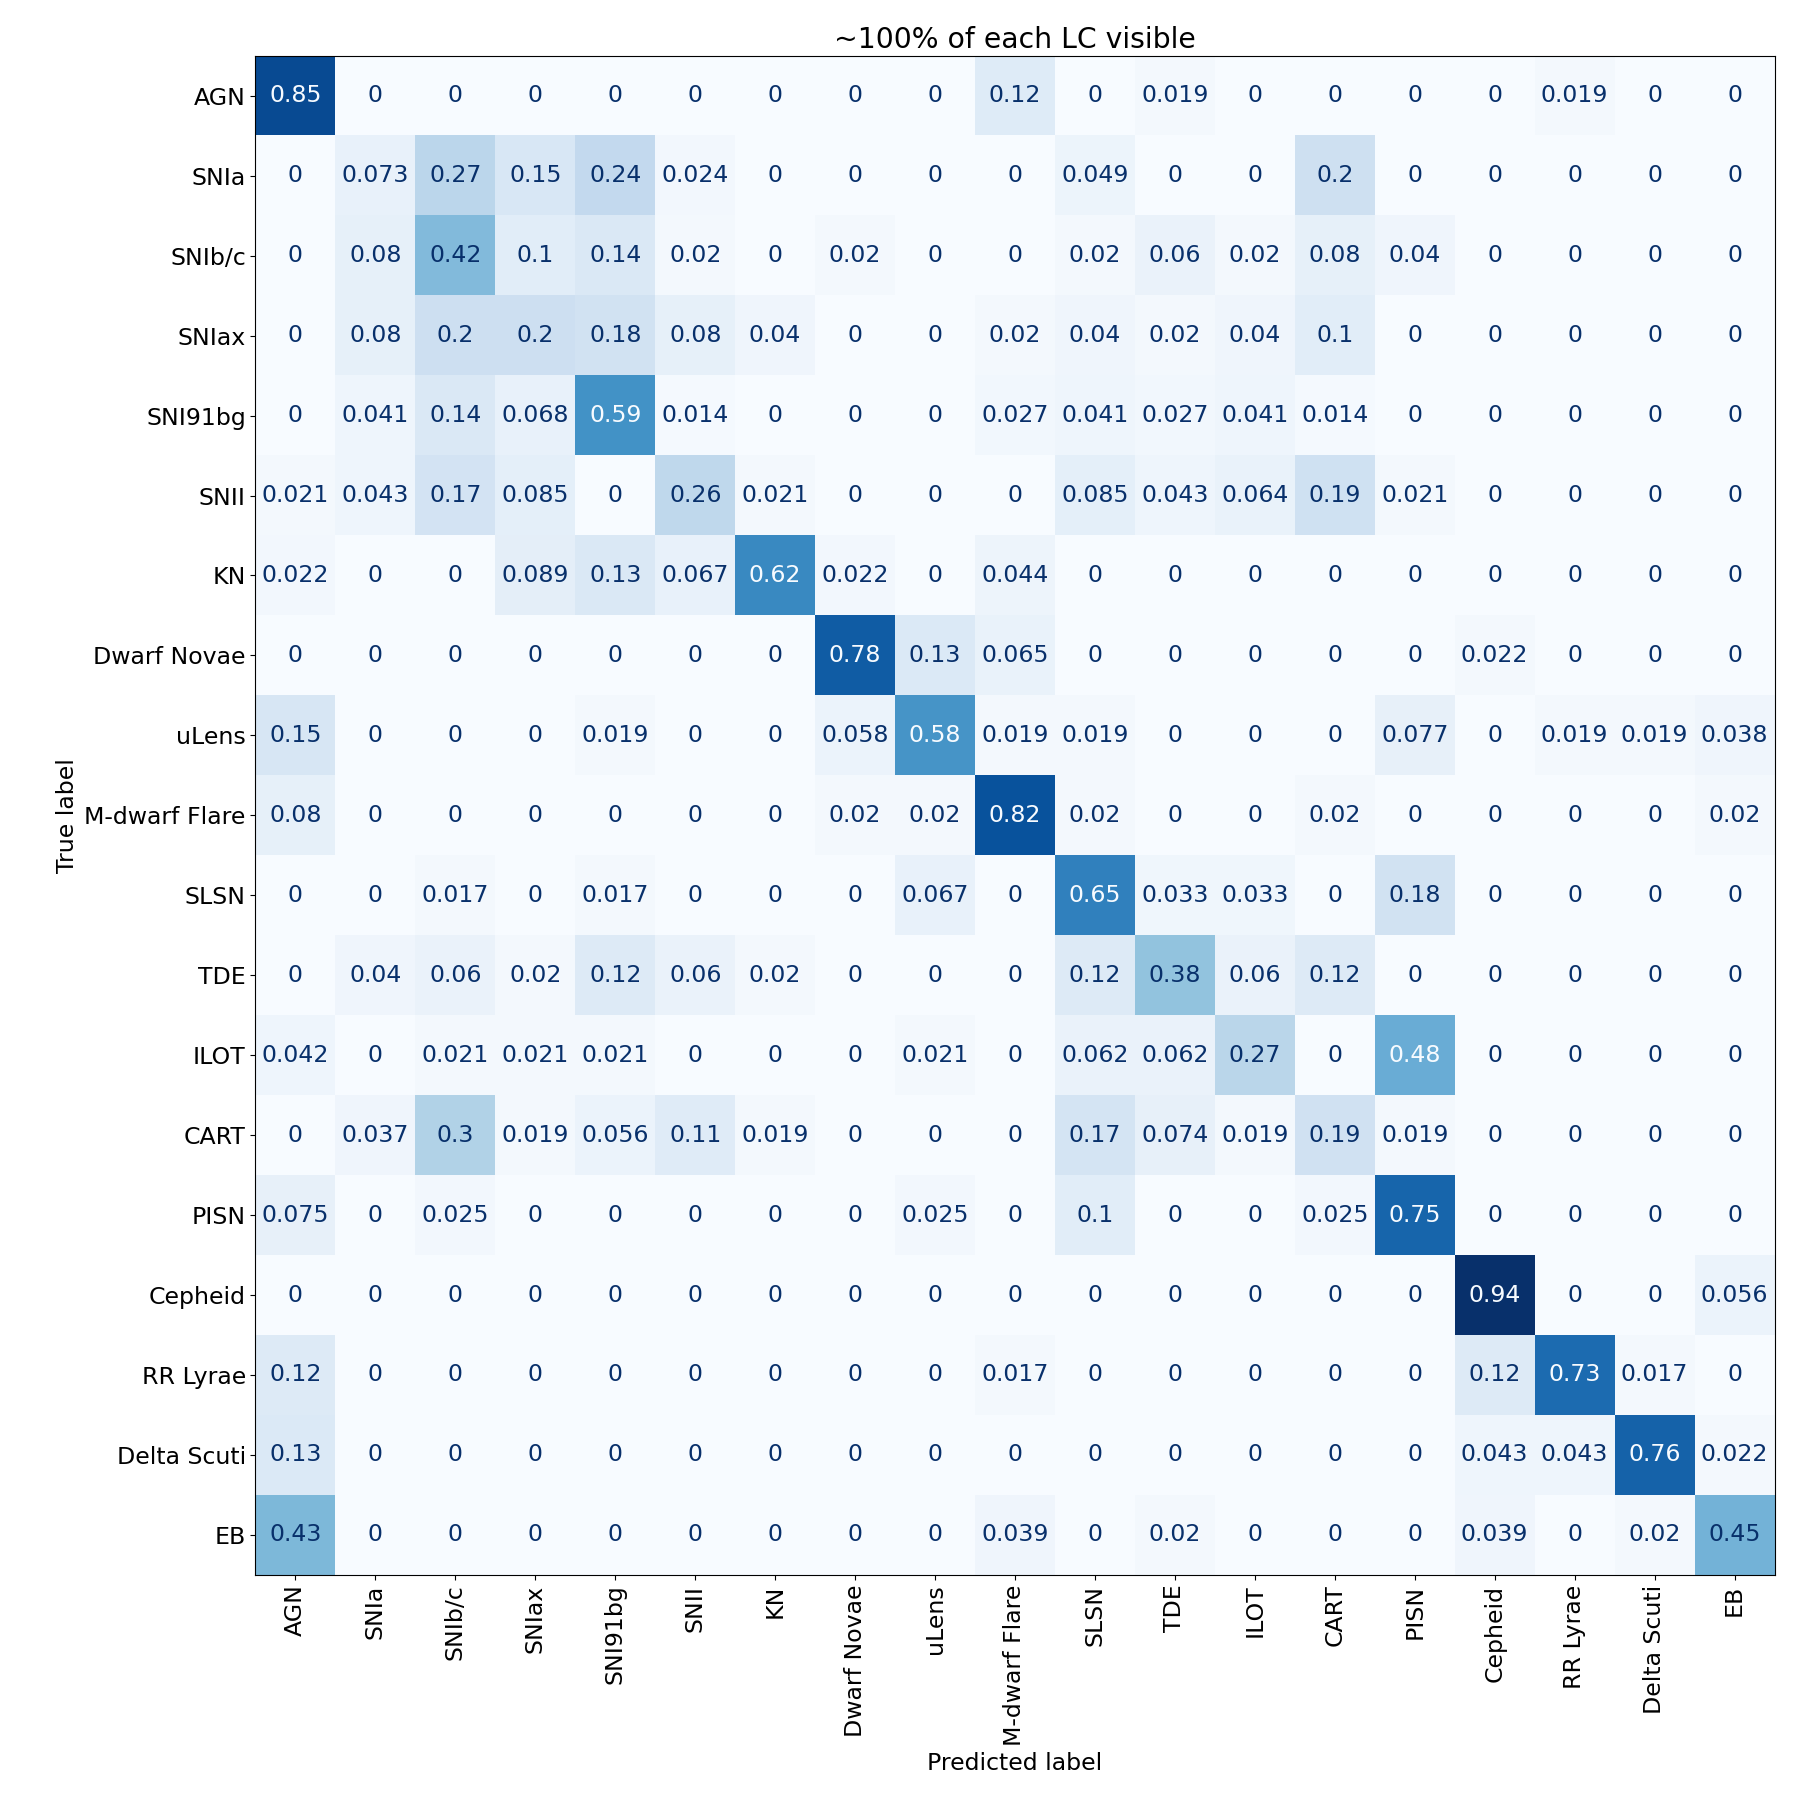 ~100% of each LC visible
AGN 0.85 0 0 0 0 0 0 0 0 0.12 0 0.019 0 0 0 0 0.019 0 0
SNIa 0 0.073 0.27 0.15 0.24 0.024 0 0 0 0 0.049 0 0 0.2 0 0 0 0 0
SNIb/c 0 0.08 0.42 0.1 0.14 0.02 0 0.02 0 0 0.02 0.06 0.02 0.08 0.04 0 0 0 0
SNIax 0 0.08 0.2 0.2 0.18 0.08 0.04 0 0 0.02 0.04 0.02 0.04 0.1 0 0 0 0 0
SNI91bg 0 0.041 0.14 0.068 0.59 0.014 0 0 0 0.027 0.041 0.027 0.041 0.014 0 0 0 0 0
SNII 0.021 0.043 0.17 0.085 0 0.26 0.021 0 0 0 0.085 0.043 0.064 0.19 0.021 0 0 0 0
KN 0.022 0 0 0.089 0.13 0.067 0.62 0.022 0 0.044 0 0 0 0 0 0 0 0 0
Dwarf Novae 0 0 0 0 0 0 0 0.78 0.13 0.065 0 0 0 0 0 0.022 0 0 0
uLens 0.15 0 0 0 0.019 0 0 0.058 0.58 0.019 0.019 0 0 0 0.077 0 0.019 0.019 0.038
M-dwarf Flare 0.08 0 0 0 0 0 0 0.02 0.02 0.82 0.02 0 0 0.02 0 0 0 0 0.02
SLSN 0 0 0.017 0 0.017 0 0 0 0.067 0 0.65 0.033 0.033 0 0.18 0 0 0 0
TDE 0 0.04 0.06 0.02 0.12 0.06 0.02 0 0 0 0.12 0.38 0.06 0.12 0 0 0 0 0
ILOT 0.042 0 0.021 0.021 0.021 0 0 0 0.021 0 0.062 0.062 0.27 0 0.48 0 0 0 0
CART 0 0.037 0.3 0.019 0.056 0.11 0.019 0 0 0 0.17 0.074 0.019 0.19 0.019 0 0 0 0
PISN 0.075 0 0.025 0 0 0 0 0 0.025 0 0.1 0 0 0.025 0.75 0 0 0 0
Cepheid 0 0 0 0 0 0 0 0 0 0 0 0 0 0 0 0.94 0 0 0.056
RR Lyrae 0.12 0 0 0 0 0 0 0 0 0.017 0 0 0 0 0 0.12 0.73 0.017 0
Delta Scuti 0.13 0 0 0 0 0 0 0 0 0 0 0 0 0 0 0.043 0.043 0.76 0.022
EB 0.43 0 0 0 0 0 0 0 0 0.039 0 0.02 0 0 0 0.039 0 0.02 0.45
True label
AGN SNIa SNIb/c SNIax SNI91bg SNII KN Dwarf Novae uLens M-dwarf Flare SLSN TDE ILOT CART PISN Cepheid RR Lyrae Delta Scuti EB
Predicted label